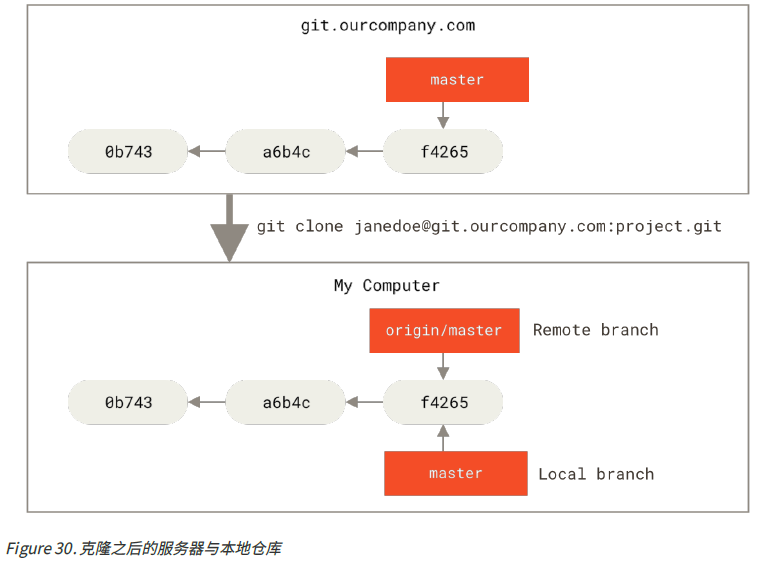 git.ourcompany.com
master
0b743 a6b4c f4265
git clone janedoe@git.ourcompany.com:project.git
My Computer
origin/master Remote branch
0b743 a6b4c f4265
master Local branch
Figure 30. 克隆之后的服务器与本地仓库